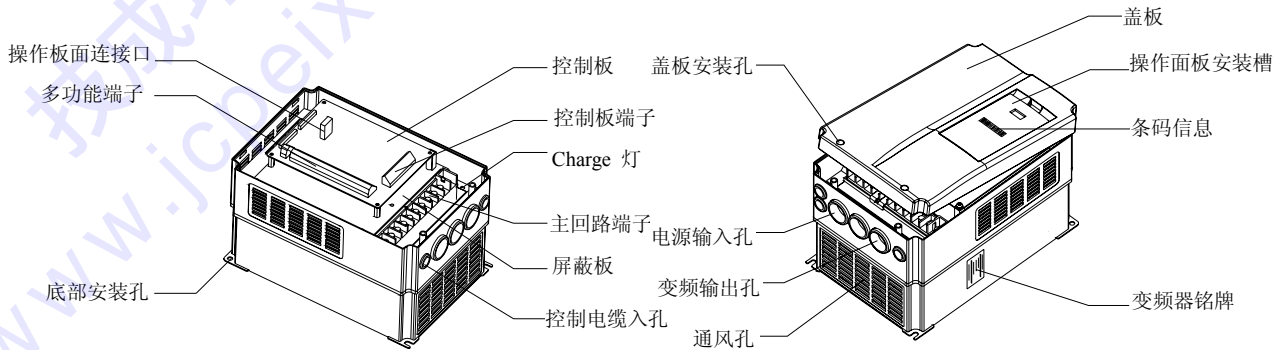 操作板面连接口
多功能端子
底部安装孔
控制板
控制板端子
Charge 灯
主回路端子
屏蔽板
控制电缆入孔
盖板安装孔
电源输入孔
变频输出孔
通风孔
盖板
操作面板安装槽
条码信息
变频器铭牌